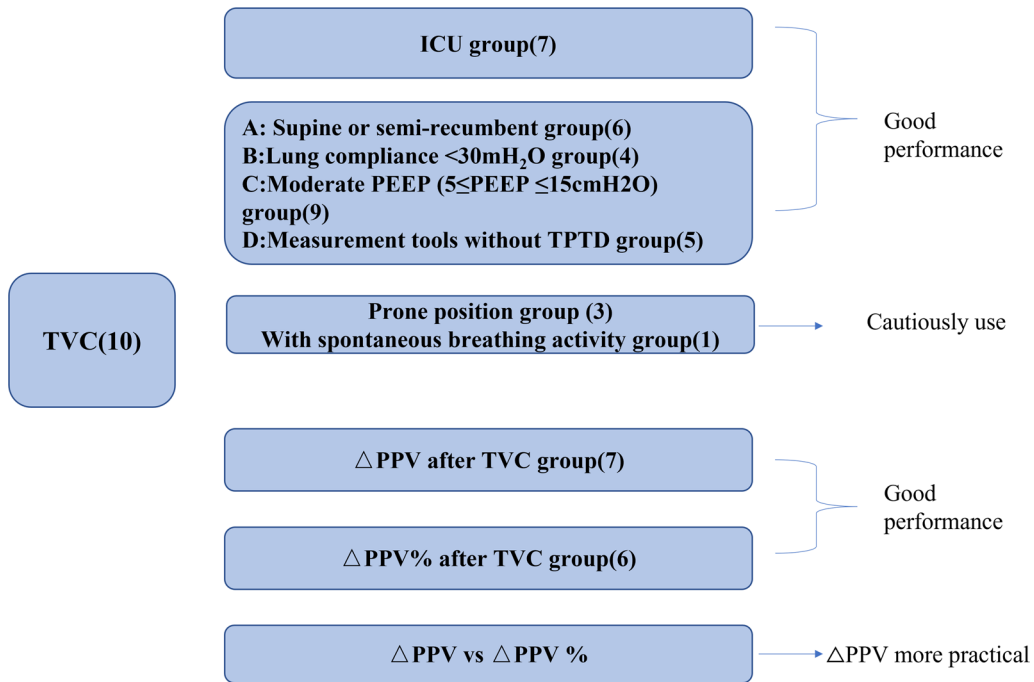 ICU group(7)
A: Supine or semi-recumbent group(6)
B:Lung compliance <30mH₂O group(4)
C:Moderate PEEP (5≤PEEP ≤15cmH2O)
group(9)
D:Measurement tools without TPTD group(5)
Good
performance
TVC(10)
Prone position group (3)
With spontaneous breathing activity group(1)
Cautiously use
△PPV after TVC group(7)
△PPV% after TVC group(6)
Good
performance
△PPV vs △PPV %
△PPV more practical